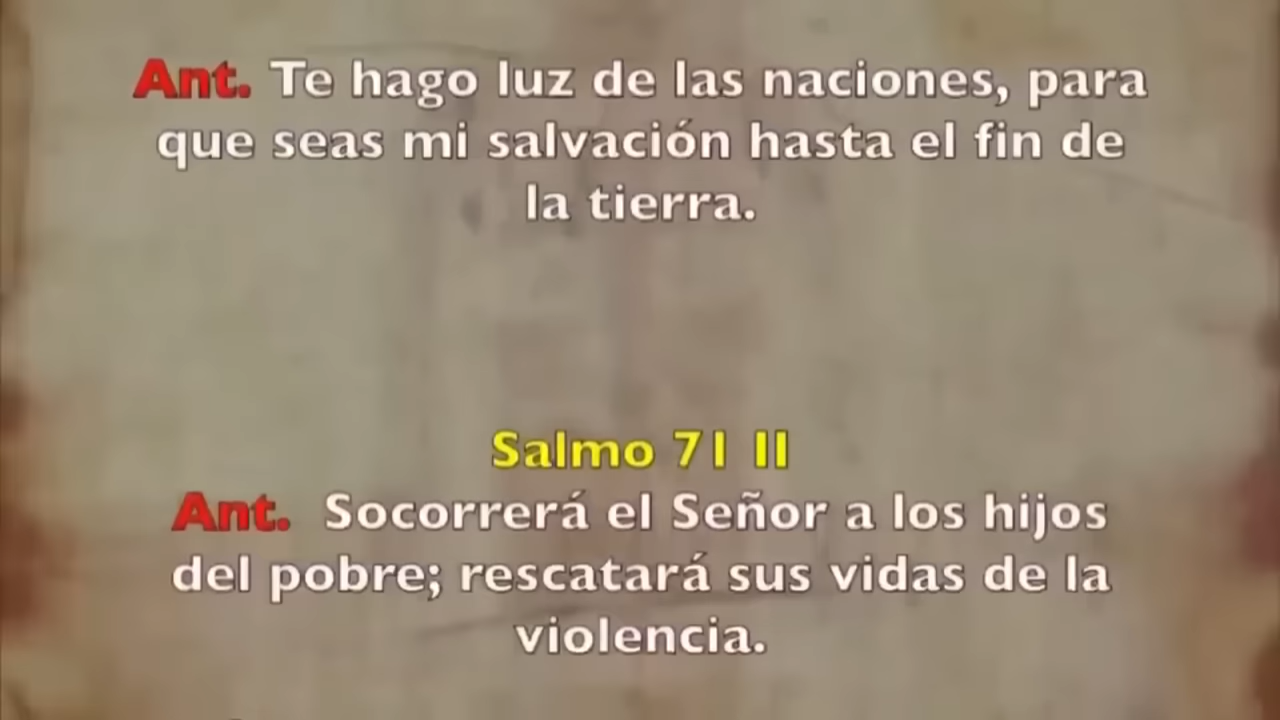 Ant. Te hago luz de las naciones, para
que seas mi salvación hasta el fin de
la tierra.
Salmo 71 II
Ant. Socorrerá el Señor a los hijos
del pobre; rescatará sus vidas de la
violencia.